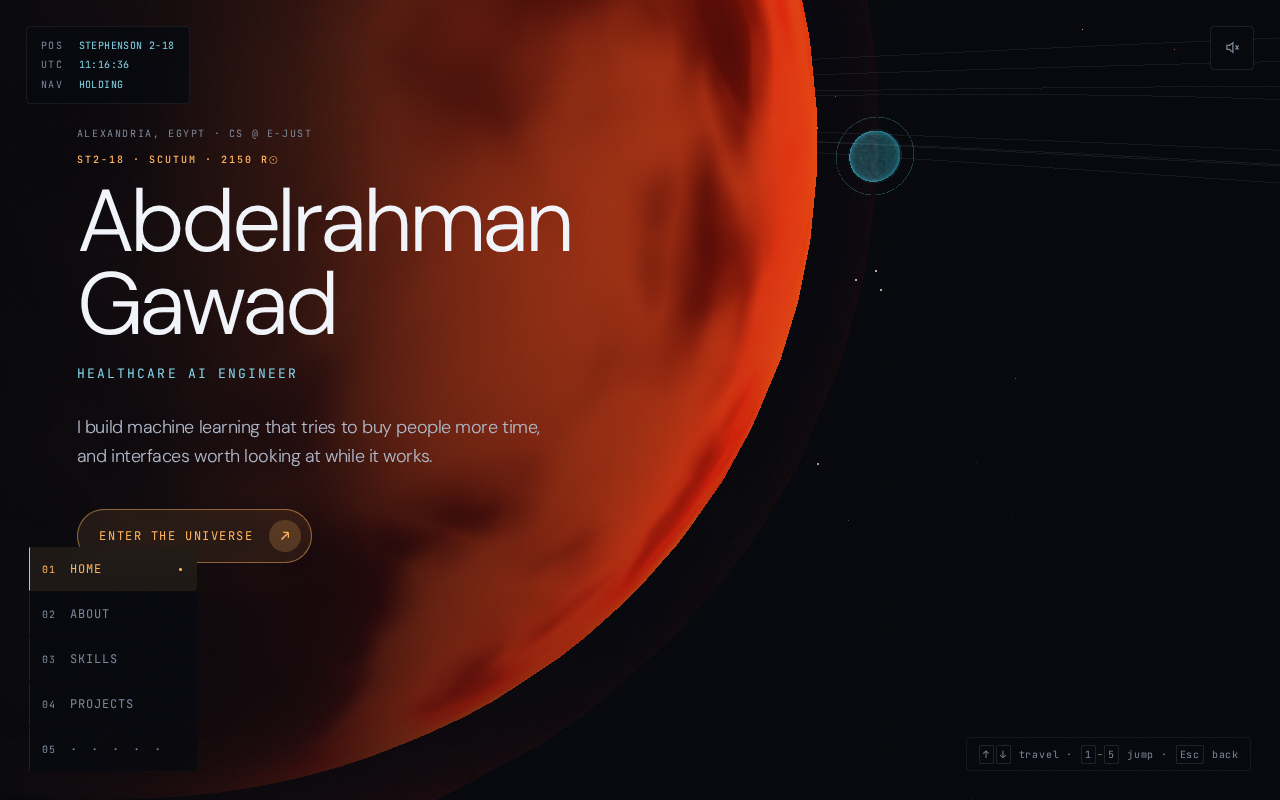 POS STEPHENSON 2-18
UTC 11:16:36
NAV HOLDING
ALEXANDRIA, EGYPT · CS @ E-JUST
ST2-18 · SCUTUM · 2150 R☉
Abdelrahman
Gawad
HEALTHCARE AI ENGINEER
I build machine learning that tries to buy people more time,
and interfaces worth looking at while it works.
ENTER THE UNIVERSE ↗
01 HOME •
02 ABOUT
03 SKILLS
04 PROJECTS
05 · · · · ·
↑ ↓ travel · 1 - 5 jump · Esc back